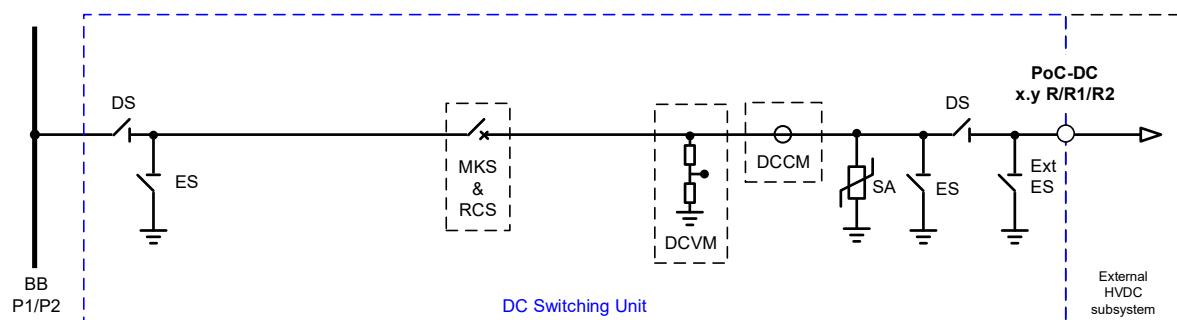 PoC-DC
x.y R/R1/R2
DS
DS
MKS
&
RCS
DCCM
Ext
ES
ES
SA
ES
DCVM
BB
P1/P2
DC Switching Unit
External
HVDC
subsystem